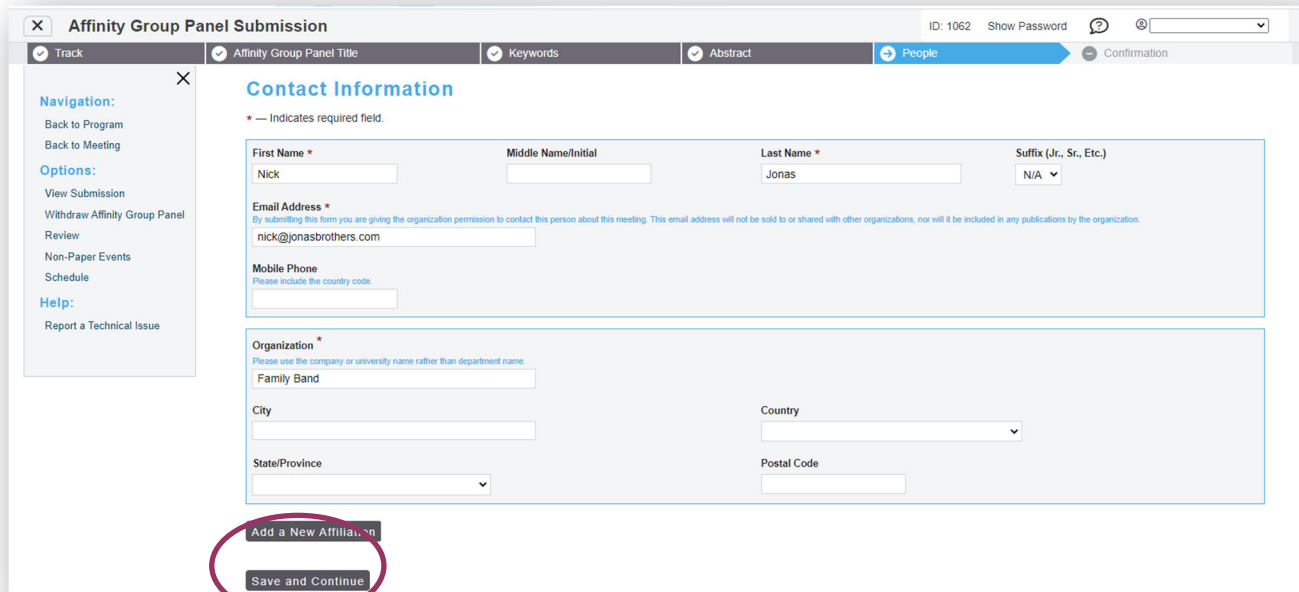 Affinity Group Panel Submission
ID: 1062 Show Password
Track Affinity Group Panel Title Keywords Abstract People Confirmation
Navigation:
Back to Program
Back to Meeting
Options:
View Submission
Withdraw Affinity Group Panel
Review
Non-Paper Events
Schedule
Help:
Report a Technical Issue
Contact Information
* — Indicates required field.
First Name * Middle Name/Initial Last Name * Suffix (Jr., Sr., Etc.)
Nick Jonas N/A
Email Address *
By submitting this form you are giving the organization permission to contact this person about this meeting. This email address will not be sold to or shared with other organizations, nor will it be included in any publications by the organization.
nick@jonasbrothers.com
Mobile Phone
Please include the country code.
Organization *
Please use the company or university name rather than department name.
Family Band
City Country
State/Province Postal Code
Add a New Affiliation
Save and Continue